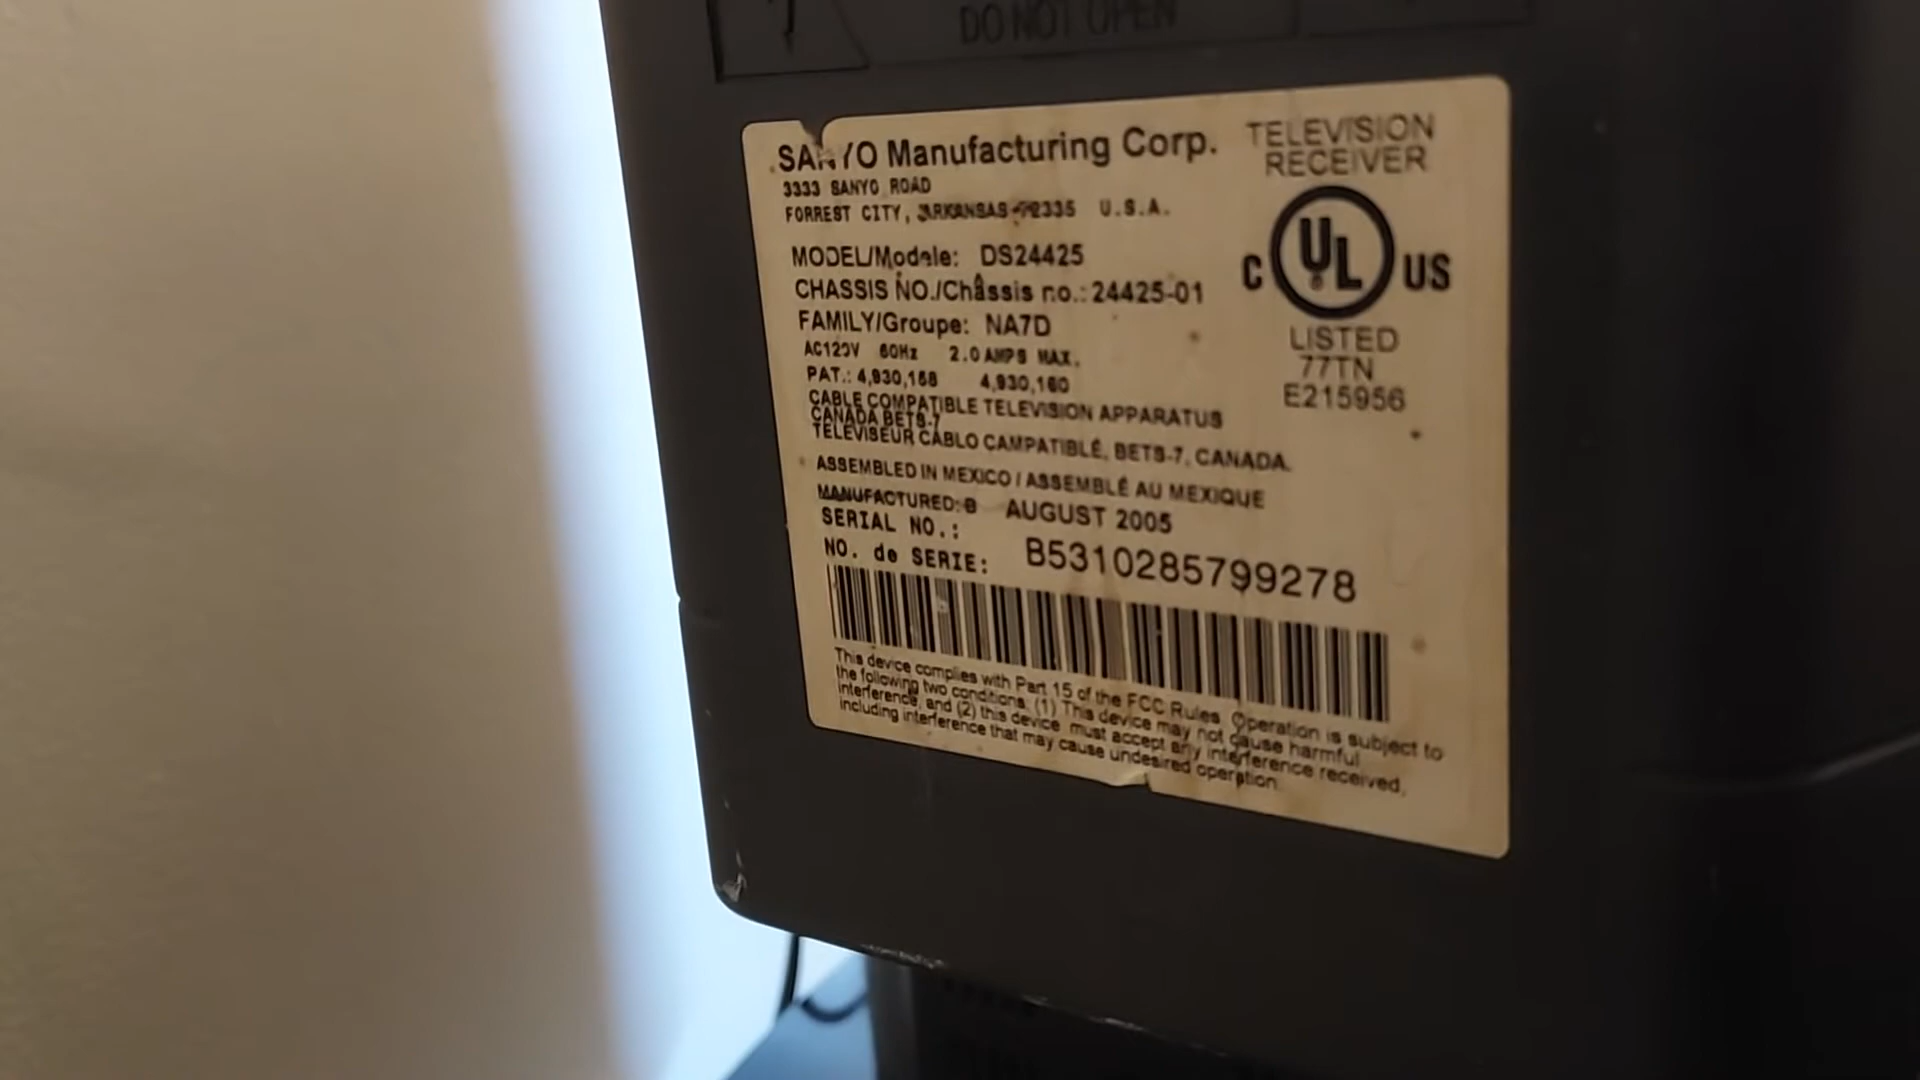 DO NOT OPEN
SANYO Manufacturing Corp.
3333 SANYO ROAD
FORREST CITY, ARKANSAS 72335 U.S.A.
TELEVISION
RECEIVER
MODEL/Modèle: DS24425
CHASSIS NO./Châssis no.: 24425-01
FAMILY/Groupe: NA7D
AC120V 60Hz 2.0 AMPS MAX.
PAT.: 4,930,158 4,930,160
C UL US
LISTED
77TN
E215956
CABLE COMPATIBLE TELEVISION APPARATUS
CANADA BETS-7
TÉLÉVISEUR CÂBLO CAMPATIBLÉ, BETS-7, CANADA.
ASSEMBLED IN MEXICO / ASSEMBLÉ AU MEXIQUE
MANUFACTURED: B AUGUST 2005
SERIAL NO.:
NO. de SERIE: B5310285799278
This device complies with Part 15 of the FCC Rules. Operation is subject to
the following two conditions: (1) This device may not cause harmful
interference, and (2) this device must accept any interference received,
including interference that may cause undesired operation.